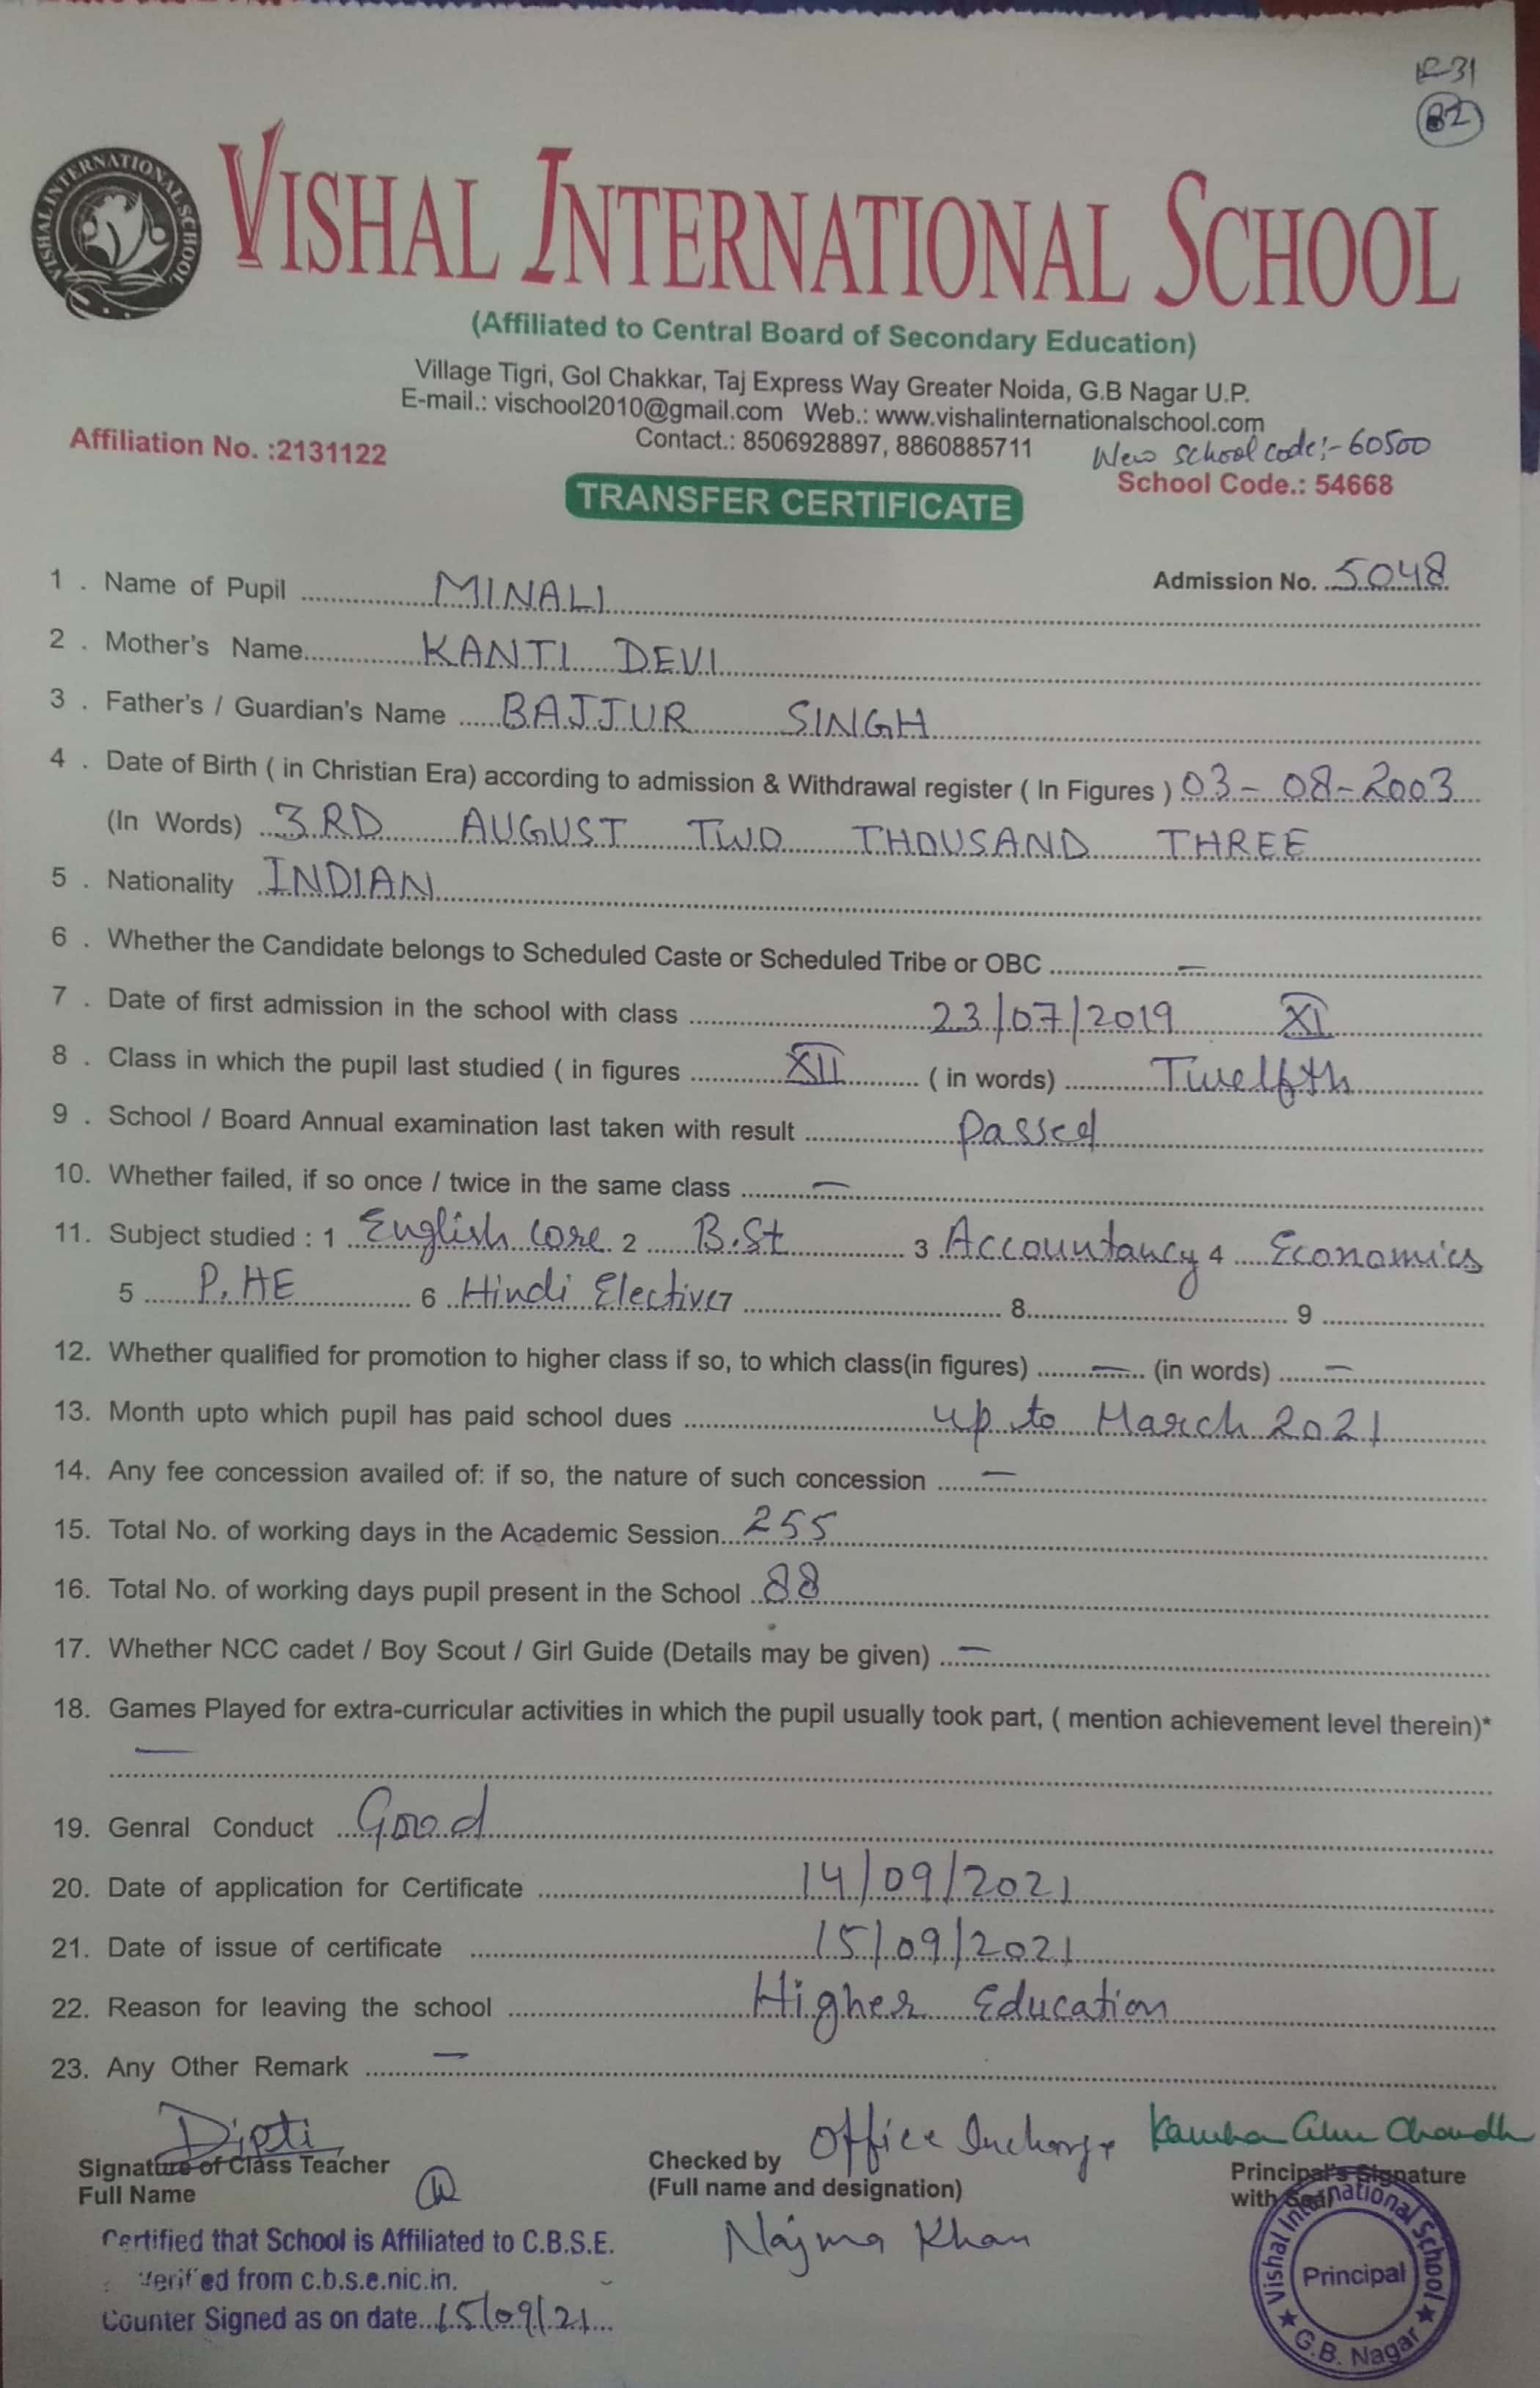 R-31
82
VISHAL INTERNATIONAL SCHOOL
VISHAL INTERNATIONAL SCHOOL
(Affiliated to Central Board of Secondary Education)
Village Tigri, Gol Chakkar, Taj Express Way Greater Noida, G.B Nagar U.P.
E-mail.: vischool2010@gmail.com Web.: www.vishalinternationalschool.com
Contact.: 8506928897, 8860885711
New school code:- 60500
Affiliation No. :2131122
School Code.: 54668
TRANSFER CERTIFICATE
1 . Name of Pupil MINALI Admission No. 5048
2 . Mother's Name KANTI DEVI
3 . Father's / Guardian's Name BAJJUR SINGH
4 . Date of Birth ( in Christian Era) according to admission & Withdrawal register ( In Figures ) 03-08-2003
(In Words) 3RD AUGUST TWO THOUSAND THREE
5 . Nationality INDIAN
6 . Whether the Candidate belongs to Scheduled Caste or Scheduled Tribe or OBC —
7 . Date of first admission in the school with class 23/07/2019 XI
8 . Class in which the pupil last studied ( in figures XII ( in words) Twelfth
9 . School / Board Annual examination last taken with result Passed
10. Whether failed, if so once / twice in the same class —
11. Subject studied : 1 English Core 2 B.St 3 Accountancy 4 Economics
5 P.HE 6 Hindi Elective 7 8 9
12. Whether qualified for promotion to higher class if so, to which class(in figures) — (in words) —
13. Month upto which pupil has paid school dues up to March 2021
14. Any fee concession availed of: if so, the nature of such concession —
15. Total No. of working days in the Academic Session 255
16. Total No. of working days pupil present in the School 88
17. Whether NCC cadet / Boy Scout / Girl Guide (Details may be given) —
18. Games Played for extra-curricular activities in which the pupil usually took part, ( mention achievement level therein)*
—
19. Genral Conduct Good
20. Date of application for Certificate 14/09/2021
21. Date of issue of certificate 15/09/2021
22. Reason for leaving the school Higher Education
23. Any Other Remark —
Dipti
Signature of Class Teacher
Full Name
Checked by Office Incharge
(Full name and designation)
Najma Khan
Principal's Signature
with Seal
Certified that School is Affiliated to C.B.S.E.
Verified from c.b.s.e.nic.in.
Counter Signed as on date 15/09/21
Vishal International School
Principal
G.B. Nagar